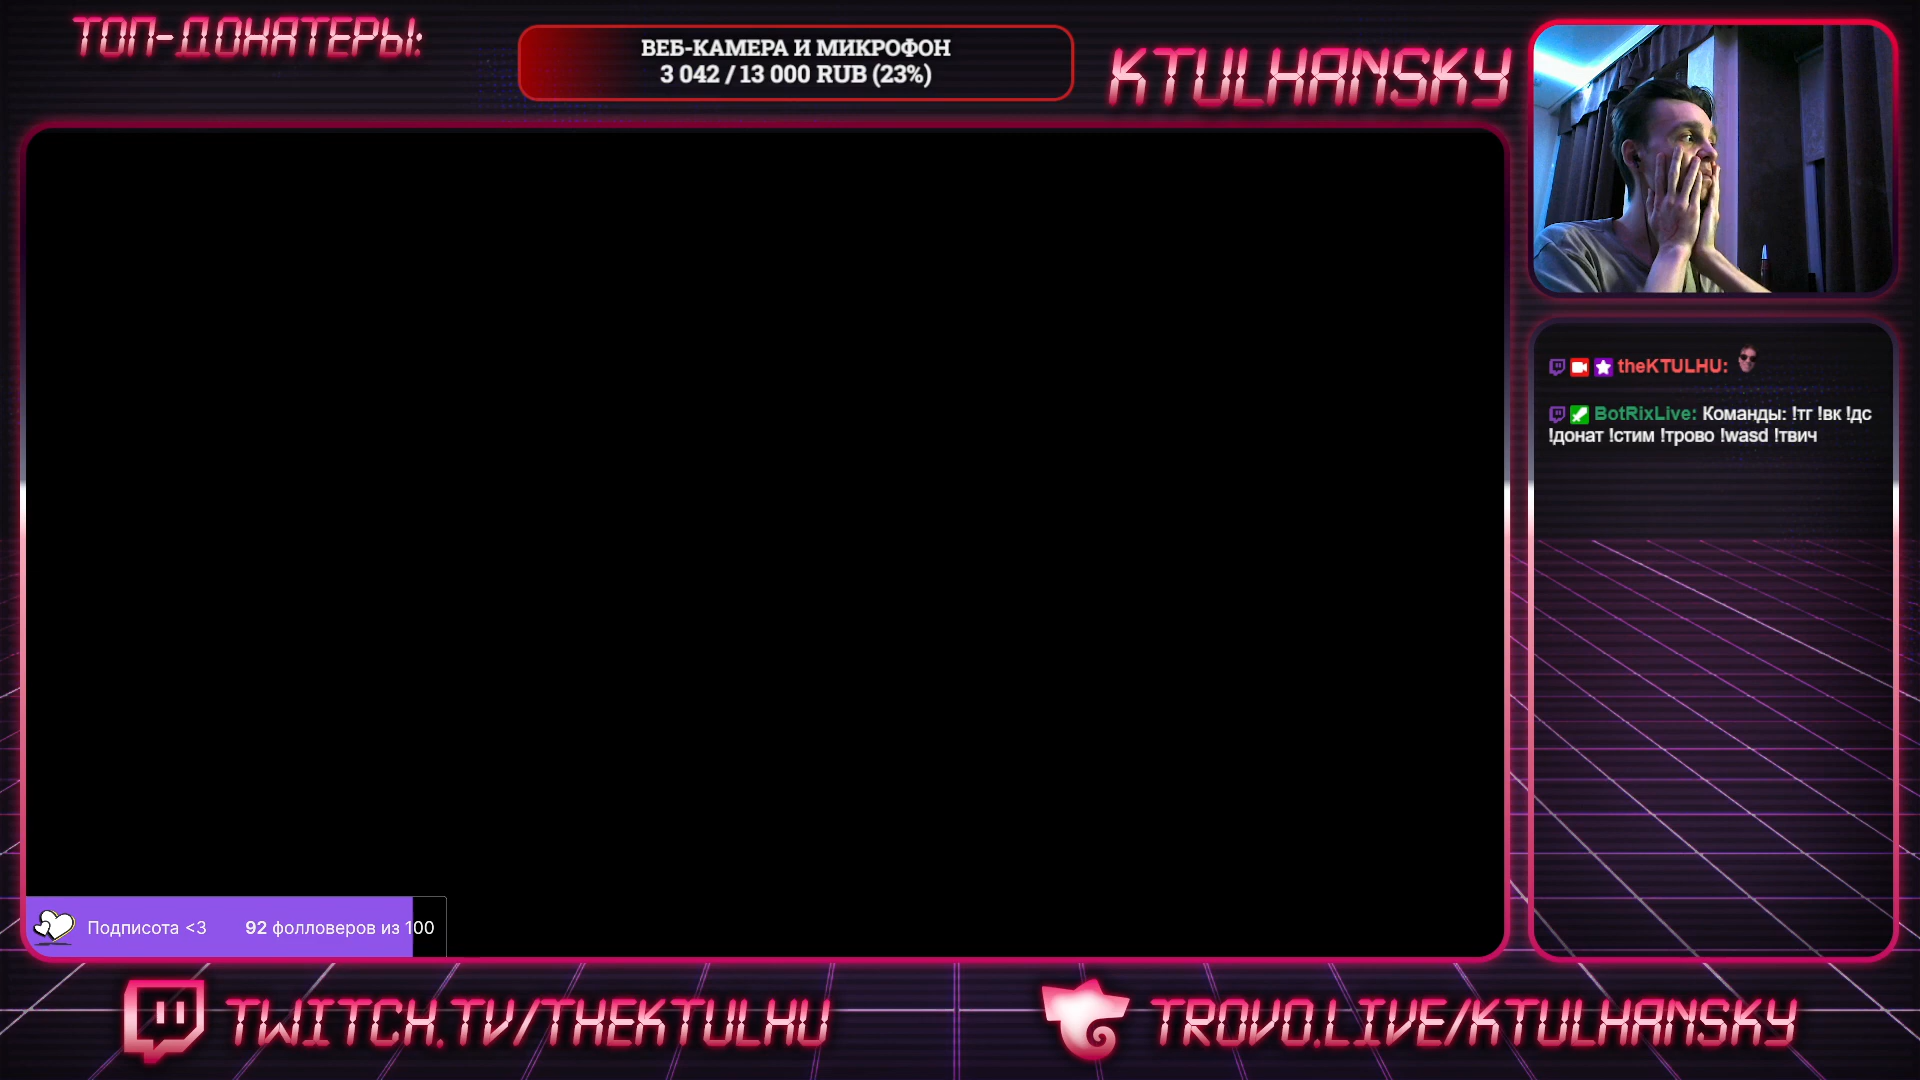 ТОП-ДОНАТЕРЫ:
ВЕБ-КАМЕРА И МИКРОФОН
3 042 / 13 000 RUB (23%)
KTULHANSKY
theKTULHU:
BotRixLive: Команды: !тг !вк !дс
!донат !стим !трово !wasd !твич
Подписота <3 92 фолловеров из 100
TWITCH.TV/THEKTULHU
TROVO.LIVE/KTULHANSKY